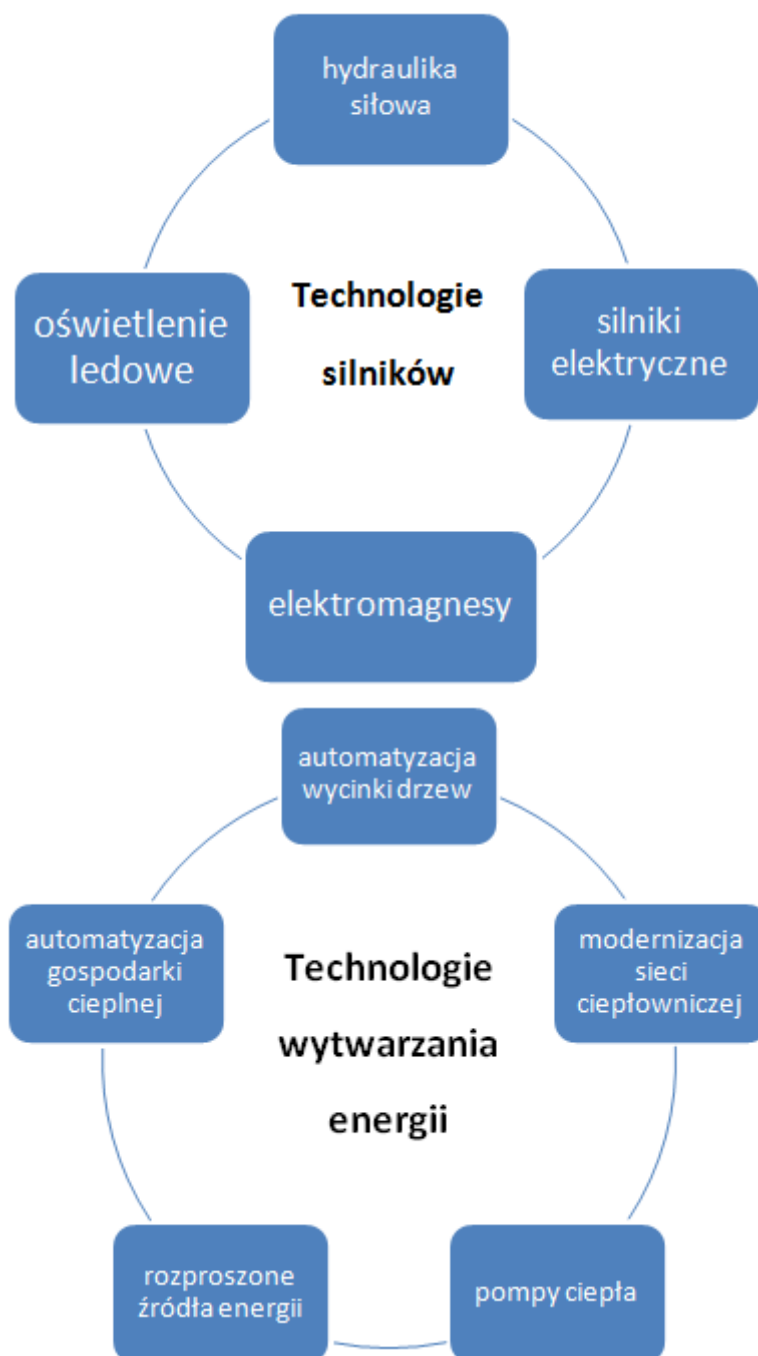 hydraulika
siłowa
oświetlenie
ledowe
Technologie
silników
silniki
elektryczne
elektromagnesy
automatyzacja
wycinki drzew
automatyzacja
gospodarki
cieplnej
Technologie
wytwarzania
energii
modernizacja
sieci
ciepłowniczej
rozproszone
źródła energii
pompy ciepła